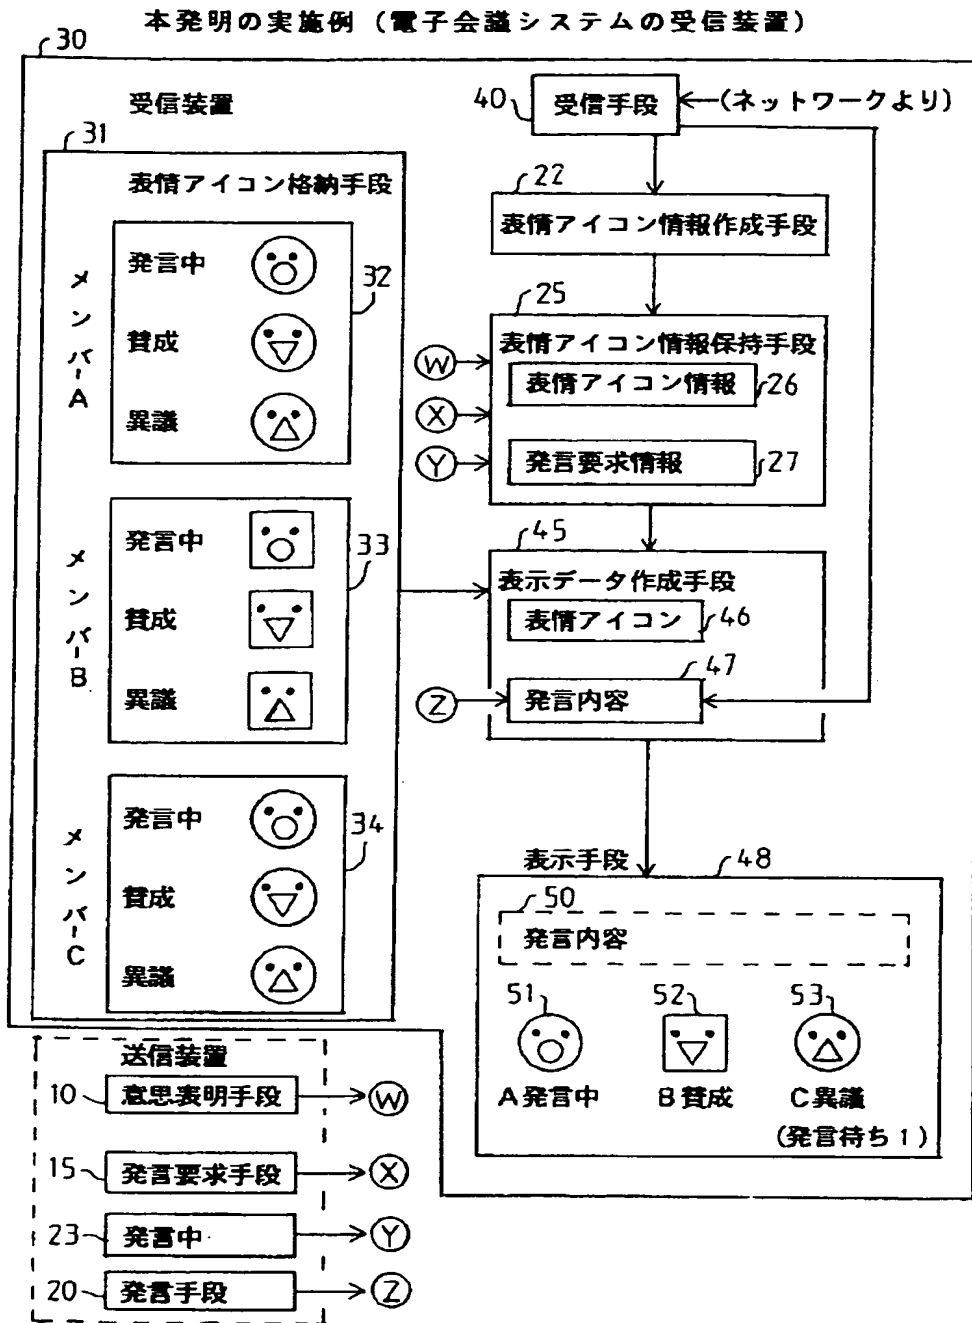 本発明の実施例（電子会議システムの受信装置）
30
受信装置
31
表情アイコン格納手段
メンバーA
発言中
賛成
異議
32
メンバーB
発言中
賛成
異議
33
メンバーC
発言中
賛成
異議
34
40
受信手段
(ネットワークより)
22
表情アイコン情報作成手段
25
表情アイコン情報保持手段
W
表情アイコン情報
26
X
Y
発言要求情報
27
45
表示データ作成手段
表情アイコン
46
47
Z
発言内容
表示手段
48
50
発言内容
51
52
53
A発言中
B賛成
C異議
(発言待ち1)
送信装置
10
意思表明手段
W
15
発言要求手段
X
23
発言中
Y
20
発言手段
Z